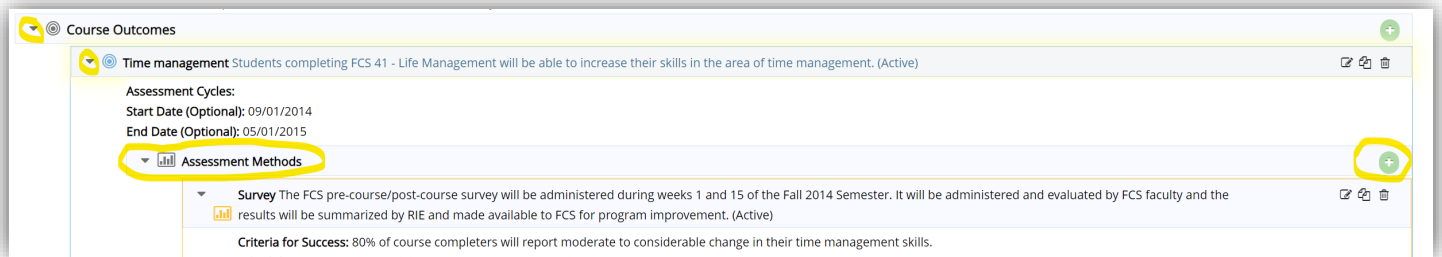 Course Outcomes
Time management Students completing FCS 41 - Life Management will be able to increase their skills in the area of time management. (Active)
Assessment Cycles:
Start Date (Optional): 09/01/2014
End Date (Optional): 05/01/2015
Assessment Methods
Survey The FCS pre-course/post-course survey will be administered during weeks 1 and 15 of the Fall 2014 Semester. It will be administered and evaluated by FCS faculty and the
results will be summarized by RIE and made available to FCS for program improvement. (Active)
Criteria for Success: 80% of course completers will report moderate to considerable change in their time management skills.